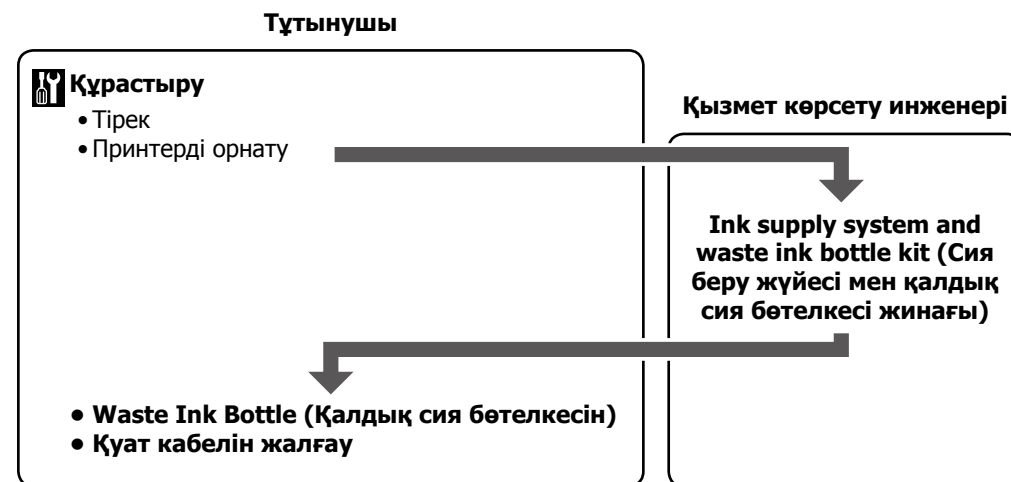 Тұтынушы
Құрастыру
• Тірек
• Принтерді орнату
Қызмет көрсету инженері
Ink supply system and
waste ink bottle kit (Сия
беру жүйесі мен қалдық
сия бөтелкесі жинағы)
• Waste Ink Bottle (Қалдық сия бөтелкесін)
• Қуат кабелін жалғау